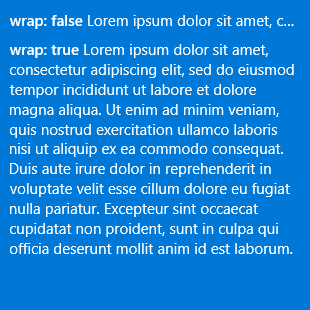 wrap: false Lorem ipsum dolor sit amet, c...
wrap: true Lorem ipsum dolor sit amet,
consectetur adipiscing elit, sed do eiusmod
tempor incididunt ut labore et dolore
magna aliqua. Ut enim ad minim veniam,
quis nostrud exercitation ullamco laboris
nisi ut aliquip ex ea commodo consequat.
Duis aute irure dolor in reprehenderit in
voluptate velit esse cillum dolore eu fugiat
nulla pariatur. Excepteur sint occaecat
cupidatat non proident, sunt in culpa qui
officia deserunt mollit anim id est laborum.